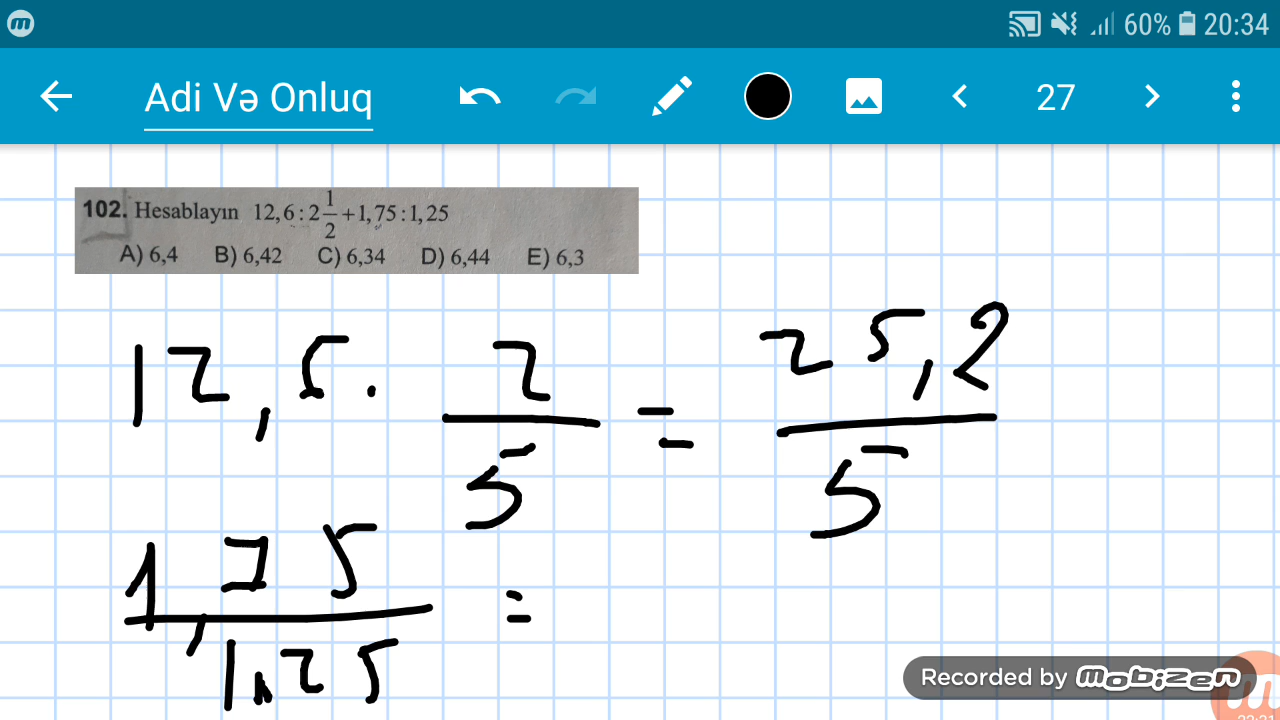 60% 20:34
Adi Və Onluq 27
102. Hesablayın 12,6 : 2 1/2 + 1,75 : 1,25
A) 6,4 B) 6,42 C) 6,34 D) 6,44 E) 6,3
12,5 · 2/5 = 25,2/5
1,75/1,25 =
Recorded by mobizen